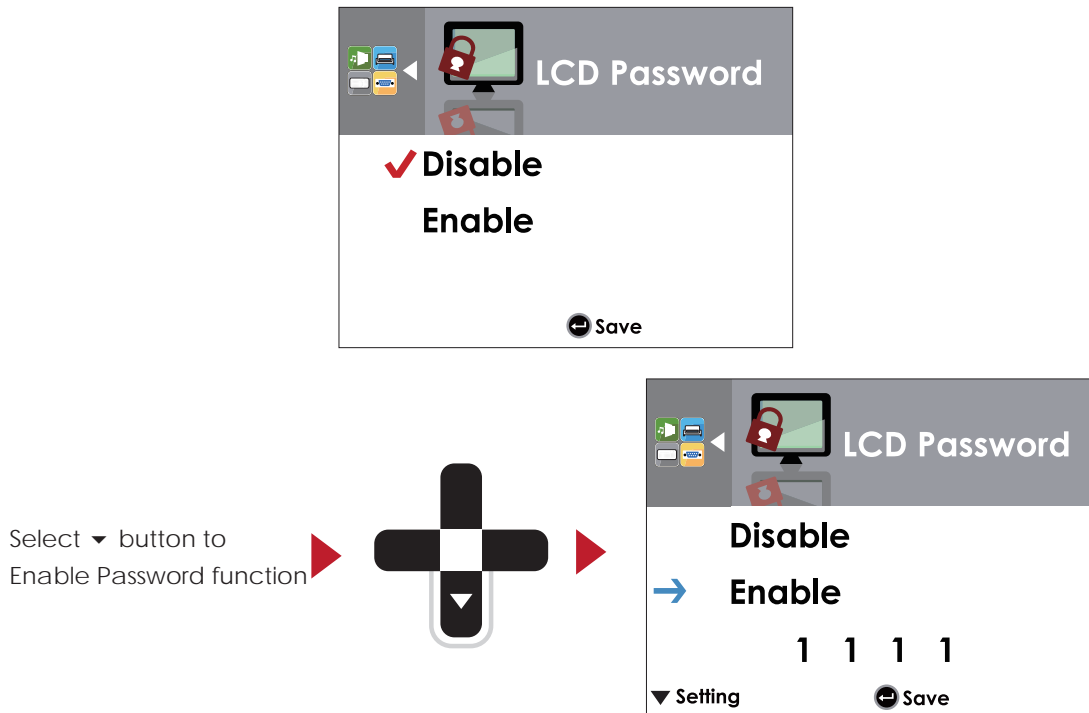 LCD Password
Disable
Enable
Save
Select ▼ button to
Enable Password function
LCD Password
Disable
Enable
1 1 1 1
▼ Setting Save